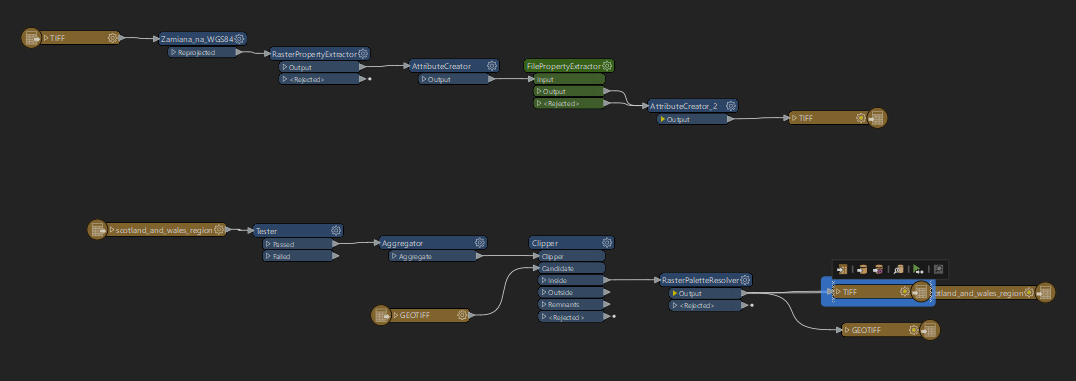 TIFF
Zamiana_na_WGS84
Reprojected
RasterPropertyExtractor
Output
<Rejected>
AttributeCreator
Output
FilePropertyExtractor
Input
Output
<Rejected>
AttributeCreator_2
Output
TIFF
scotland_and_wales_region
Tester
Passed
Failed
Aggregator
Aggregate
GEOTIFF
Clipper
Clipper
Candidate
Inside
Outside
Remnants
<Rejected>
RasterPaletteResolver
Output
<Rejected>
TIFF
otland_and_wales_region
GEOTIFF